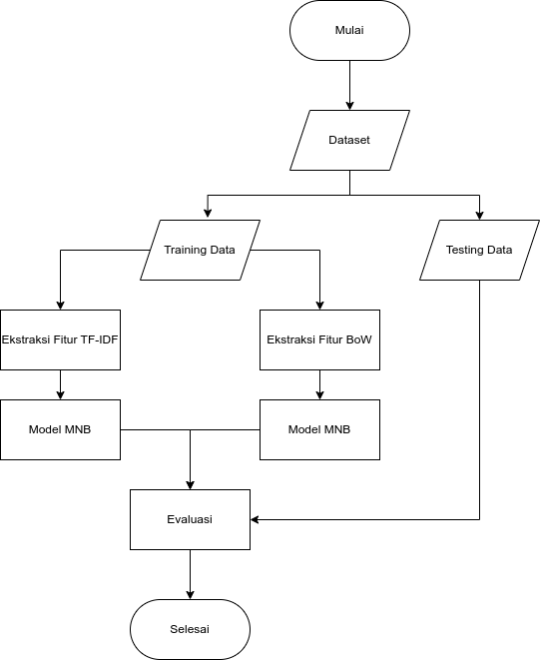 Mulai
Dataset
Training Data
Testing Data
Ekstraksi Fitur TF-IDF
Ekstraksi Fitur BoW
Model MNB
Model MNB
Evaluasi
Selesai